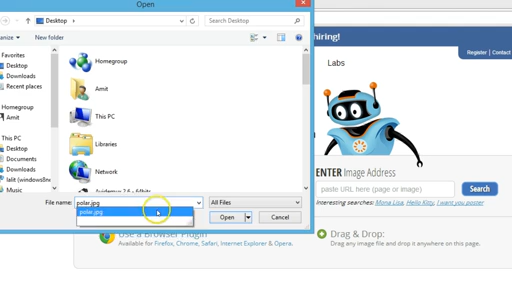 Open
Desktop
Search Desktop
New folder
Favorites
Desktop
Downloads
Recent places
Homegroup
Amit
This PC
Desktop
Documents
Downloads
lalit (windows8
Music
Homegroup
Amit
This PC
Libraries
Network
File name: polar.jpg
All Files
polar.jpg
Open
Cancel
hiring!
Register | Contact
Labs
ENTER Image Address
paste URL here (page or image)
Search
Interesting searches: Mona Lisa, Hello Kitty, I want you poster
Use a Browser Plugin
Available for Firefox, Chrome, Safari, Internet Explorer & Opera.
Drag & Drop:
Drag any image file and drop it anywhere on this page.